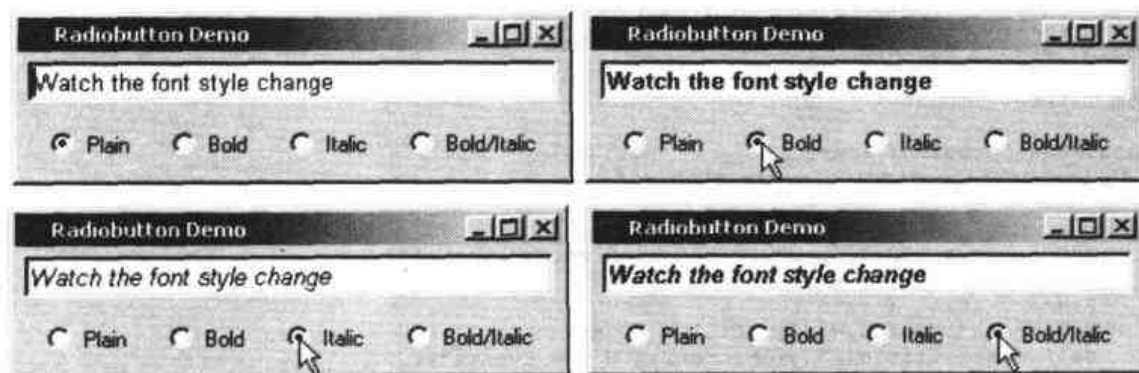 Radiobutton Demo
Watch the font style change
Plain Bold Italic Bold/Italic
Radiobutton Demo
Watch the font style change
Plain Bold Italic Bold/Italic
Radiobutton Demo
Watch the font style change
Plain Bold Italic Bold/Italic
Radiobutton Demo
Watch the font style change
Plain Bold Italic Bold/Italic